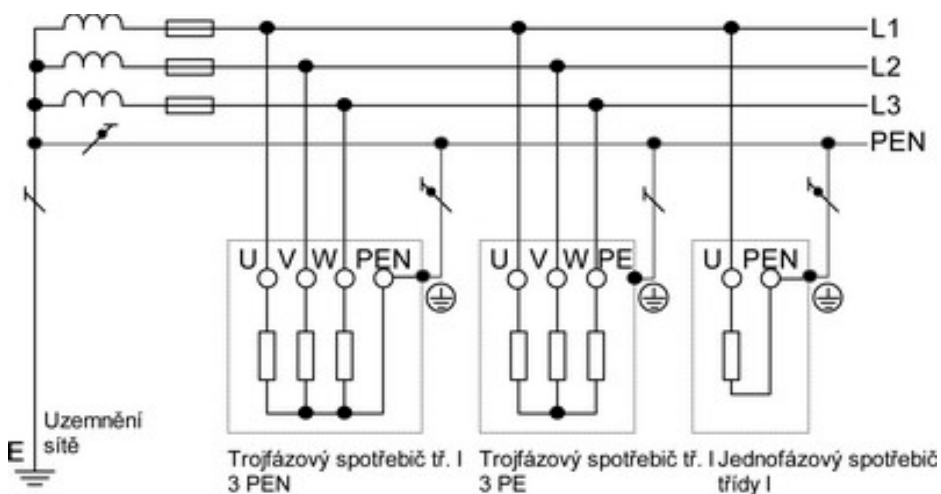 L1
L2
L3
PEN
U V W PEN
U V W PE
U PEN
Uzemnění
sítě
E
Trojfázový spotřebič tř. I
3 PEN
Trojfázový spotřebič tř. I
3 PE
Jednofázový spotřebič
třídy I